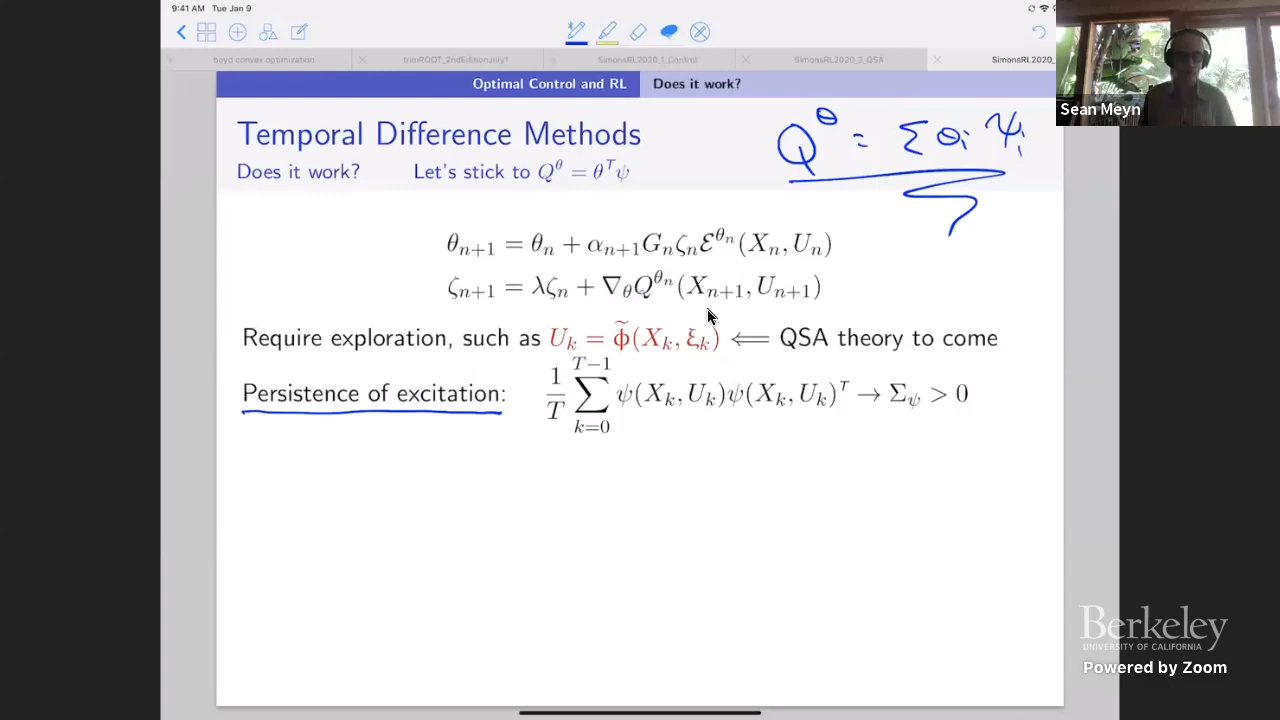 9:41 AM Tue Jan 9
boyd convex optimization
trimROOT_2ndEditionJuly1
SimonsRL2020_1_Control
SimonsRL2020_3_QSA
SimonsRL2020_
Sean Meyn
Optimal Control and RL Does it work?
Temporal Difference Methods
Q^θ = Σ θ_i ψ_i
Does it work? Let's stick to Q^θ = θ^T ψ
θ_{n+1} = θ_n + α_{n+1} G_n ζ_n ℰ^{θ_n}(X_n, U_n)
ζ_{n+1} = λζ_n + ∇_θ Q^{θ_n}(X_{n+1}, U_{n+1})
Require exploration, such as U_k = ϕ̃(X_k, ξ_k) ⟸ QSA theory to come
Persistence of excitation: 1/T ∑_{k=0}^{T−1} ψ(X_k, U_k)ψ(X_k, U_k)^T → Σ_ψ > 0
Berkeley
UNIVERSITY OF CALIFORNIA
Powered by Zoom